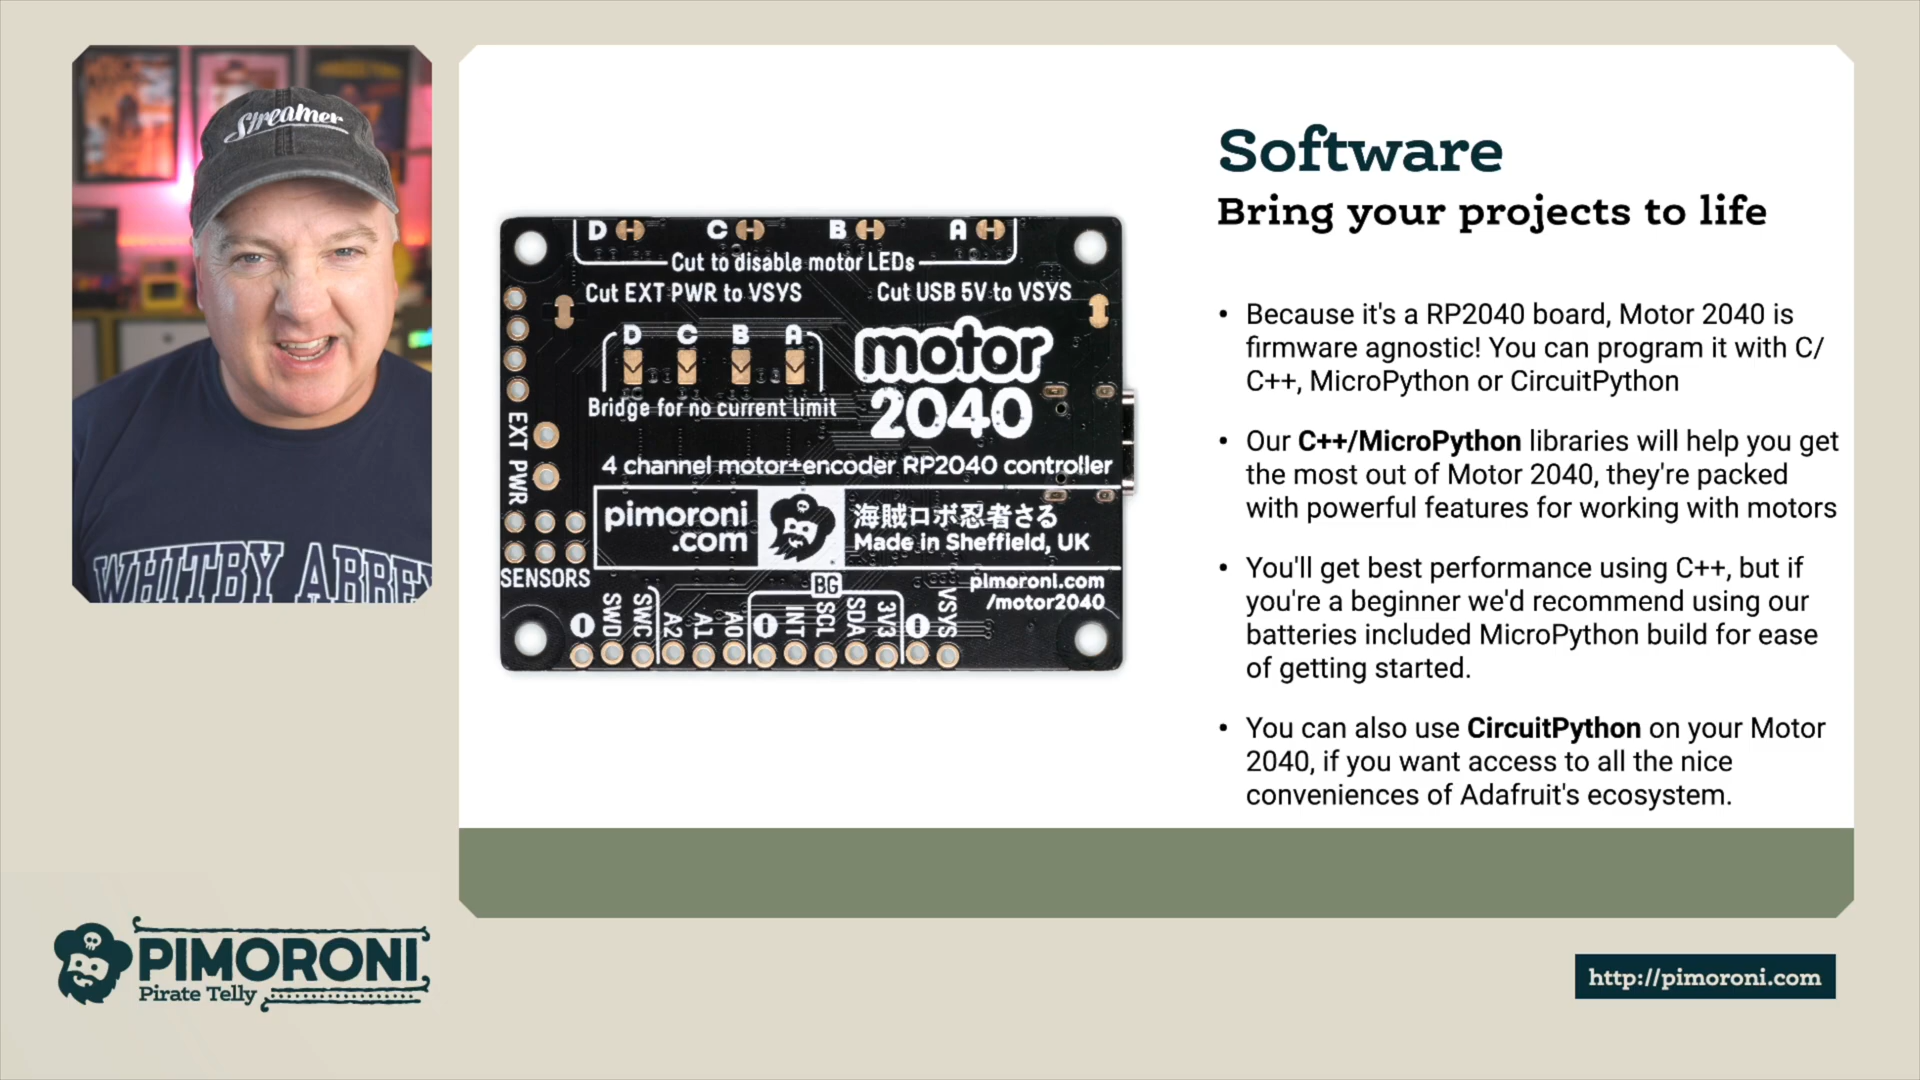 Streamer
WHITBY ABBEY
D C B A
Cut to disable motor LEDs
Cut EXT PWR to VSYS
Cut USB 5V to VSYS
D C B A
Bridge for no current limit
motor
2040
EXT PWR
4 channel motor+encoder RP2040 controller
pimoroni
.com
海賊ロボ忍者さる
Made in Sheffield, UK
SENSORS
BG
pimoroni.com
/motor2040
SWD SWC A2 A1 A0 INT SCL SDA 3V3 VSYS
Software
Bring your projects to life
• Because it's a RP2040 board, Motor 2040 is
firmware agnostic! You can program it with C/
C++, MicroPython or CircuitPython
• Our C++/MicroPython libraries will help you get
the most out of Motor 2040, they're packed
with powerful features for working with motors
• You'll get best performance using C++, but if
you're a beginner we'd recommend using our
batteries included MicroPython build for ease
of getting started.
• You can also use CircuitPython on your Motor
2040, if you want access to all the nice
conveniences of Adafruit's ecosystem.
PIMORONI
Pirate Telly
http://pimoroni.com